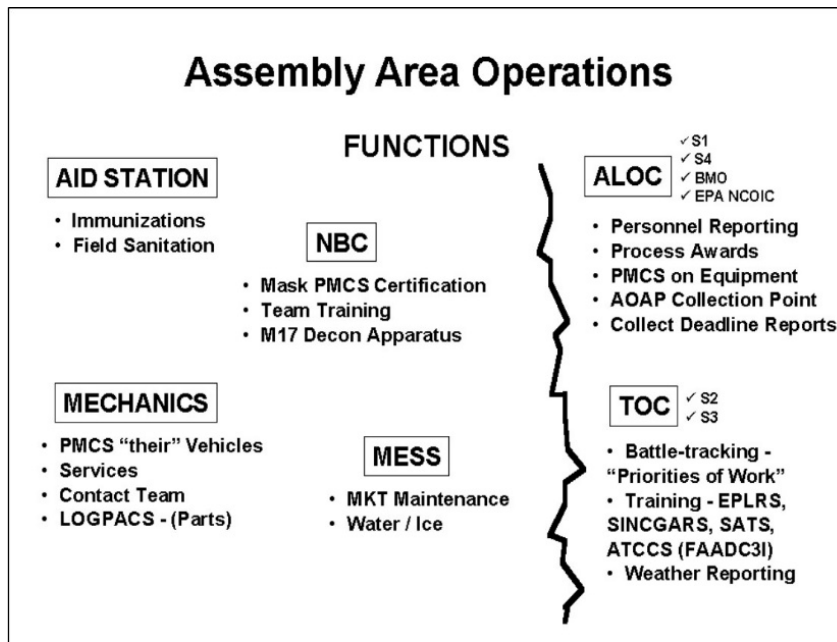 Assembly Area Operations
FUNCTIONS
AID STATION
• Immunizations
• Field Sanitation
NBC
• Mask PMCS Certification
• Team Training
• M17 Decon Apparatus
MECHANICS
• PMCS “their” Vehicles
• Services
• Contact Team
• LOGPACS - (Parts)
MESS
• MKT Maintenance
• Water / Ice
ALOC
✓ S1
✓ S4
✓ BMO
✓ EPA NCOIC
• Personnel Reporting
• Process Awards
• PMCS on Equipment
• AOAP Collection Point
• Collect Deadline Reports
TOC
✓ S2
✓ S3
• Battle-tracking -
“Priorities of Work”
• Training - EPLRS,
SINCGARS, SATS,
ATCCS (FAADC3I)
• Weather Reporting